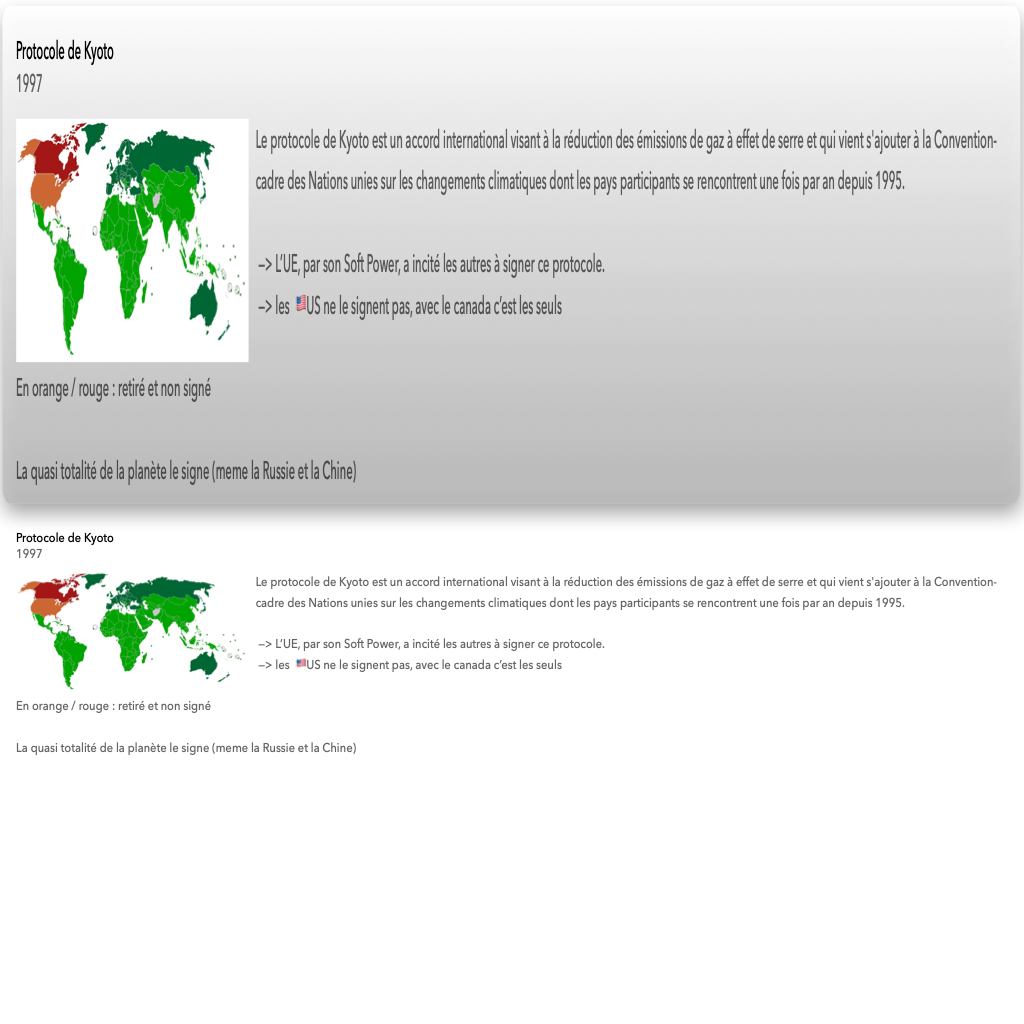 Protocole de Kyoto
1997
Le protocole de Kyoto est un accord international visant à la réduction des émissions de gaz à effet de serre et qui vient s'ajouter à la Convention-
cadre des Nations unies sur les changements climatiques dont les pays participants se rencontrent une fois par an depuis 1995.
—> L’UE, par son Soft Power, a incité les autres à signer ce protocole.
—> les 🇺🇸US ne le signent pas, avec le canada c’est les seuls
En orange / rouge : retiré et non signé
La quasi totalité de la planète le signe (meme la Russie et la Chine)
Protocole de Kyoto
1997
Le protocole de Kyoto est un accord international visant à la réduction des émissions de gaz à effet de serre et qui vient s'ajouter à la Convention-
cadre des Nations unies sur les changements climatiques dont les pays participants se rencontrent une fois par an depuis 1995.
—> L’UE, par son Soft Power, a incité les autres à signer ce protocole.
—> les 🇺🇸US ne le signent pas, avec le canada c’est les seuls
En orange / rouge : retiré et non signé
La quasi totalité de la planète le signe (meme la Russie et la Chine)